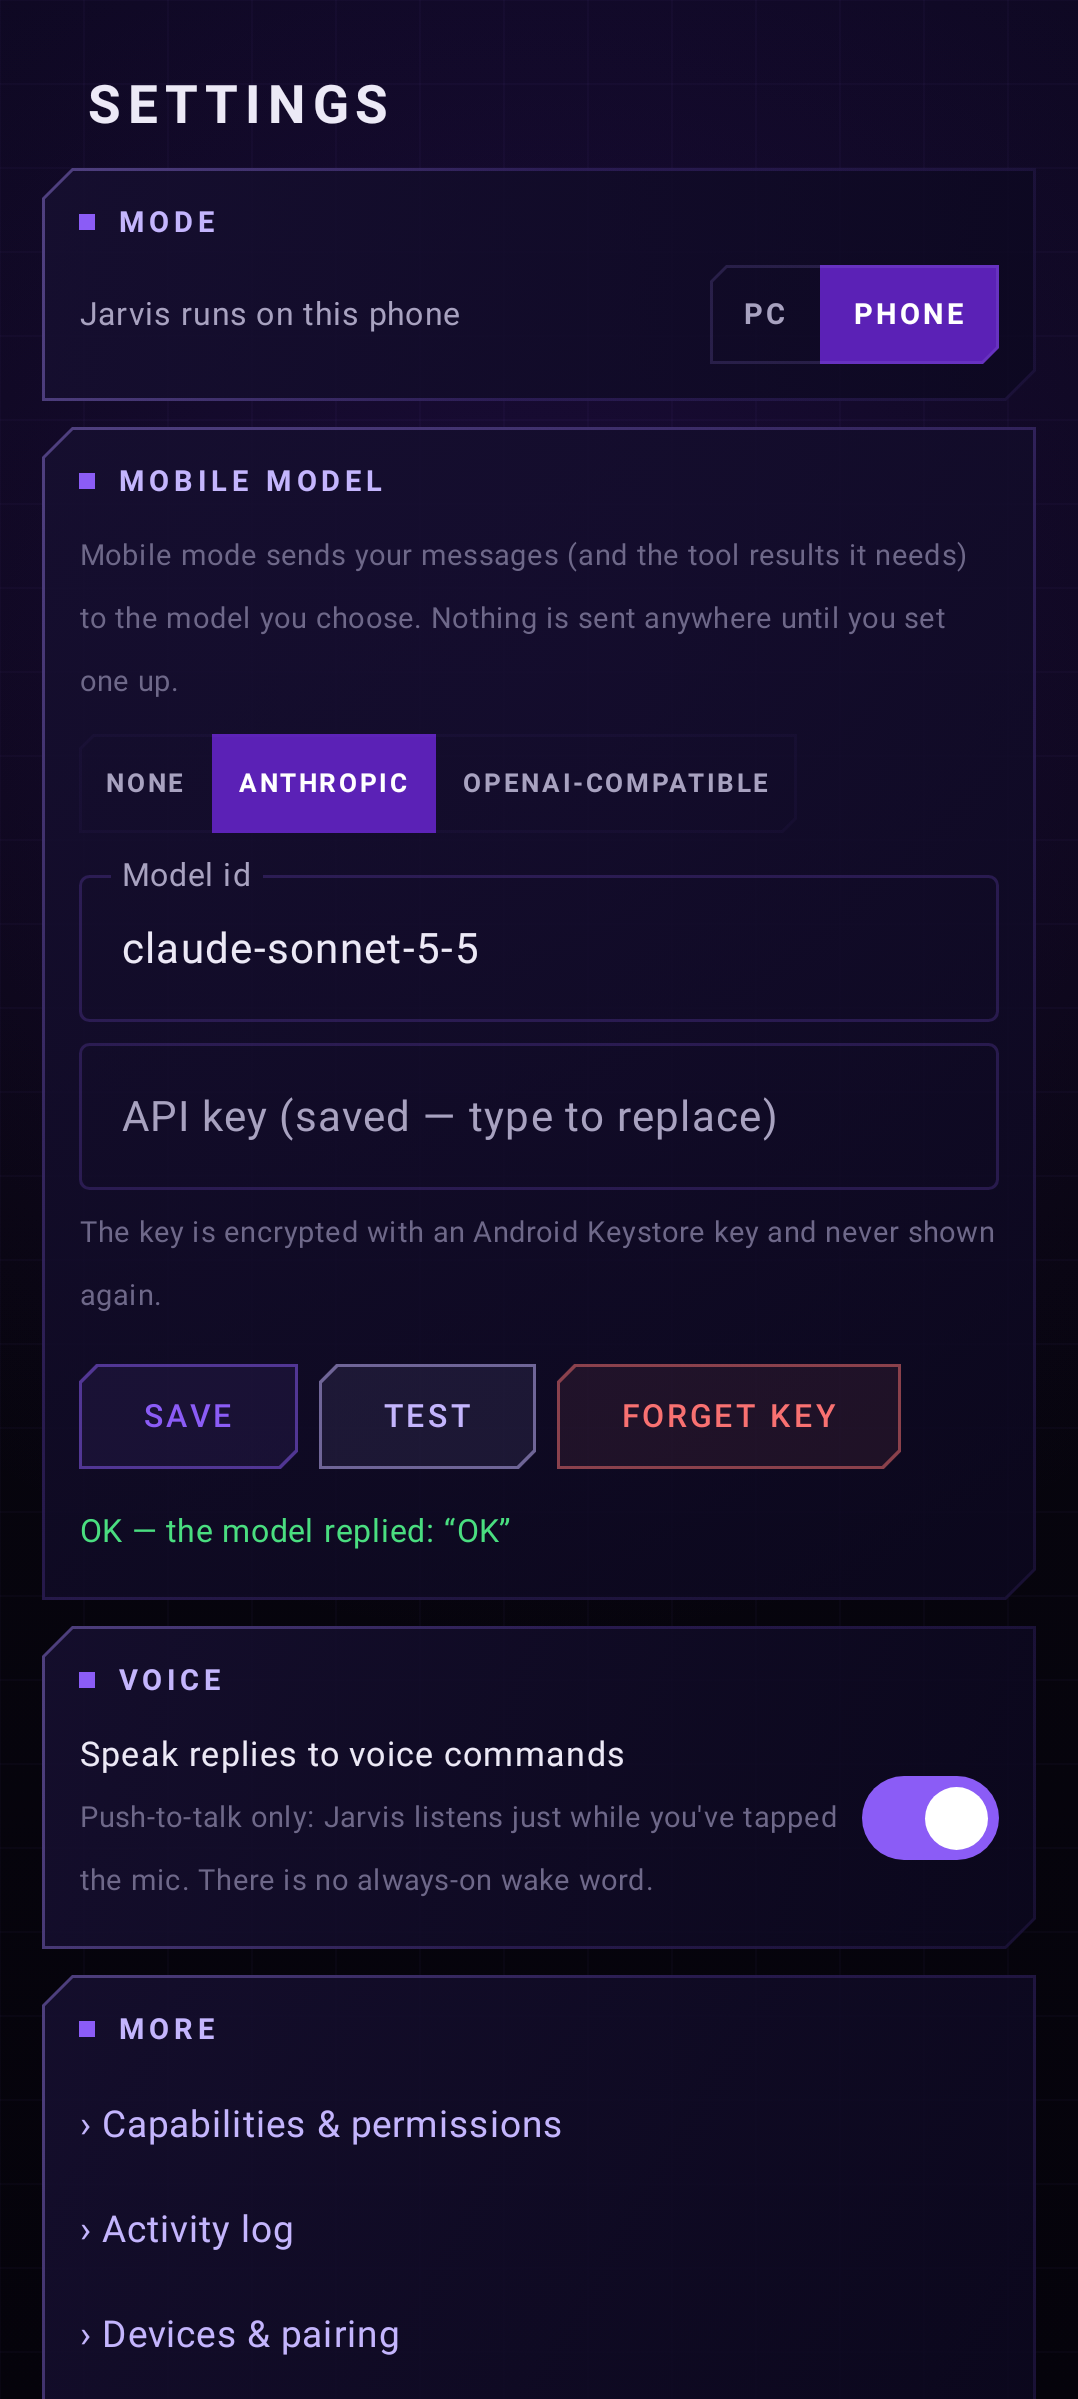 SETTINGS
MODE
Jarvis runs on this phone
PC
PHONE
MOBILE MODEL
Mobile mode sends your messages (and the tool results it needs)
to the model you choose. Nothing is sent anywhere until you set
one up.
NONE
ANTHROPIC
OPENAI-COMPATIBLE
Model id
claude-sonnet-5-5
API key (saved — type to replace)
The key is encrypted with an Android Keystore key and never shown
again.
SAVE
TEST
FORGET KEY
OK — the model replied: “OK”
VOICE
Speak replies to voice commands
Push-to-talk only: Jarvis listens just while you've tapped
the mic. There is no always-on wake word.
MORE
› Capabilities & permissions
› Activity log
› Devices & pairing